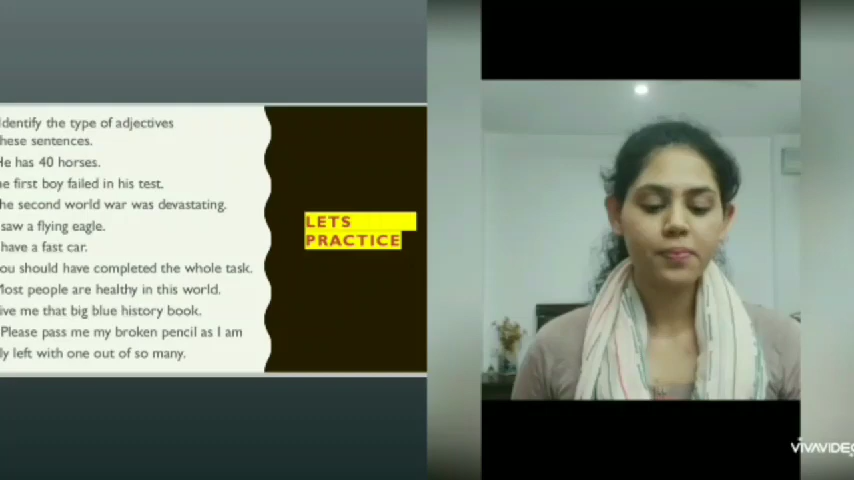 Identify the type of adjectives
these sentences.
He has 40 horses.
he first boy failed in his test.
he second world war was devastating.
saw a flying eagle.
have a fast car.
ou should have completed the whole task.
Most people are healthy in this world.
ive me that big blue history book.
Please pass me my broken pencil as I am
ly left with one out of so many.
LETS
PRACTICE
VIVAVIDEO